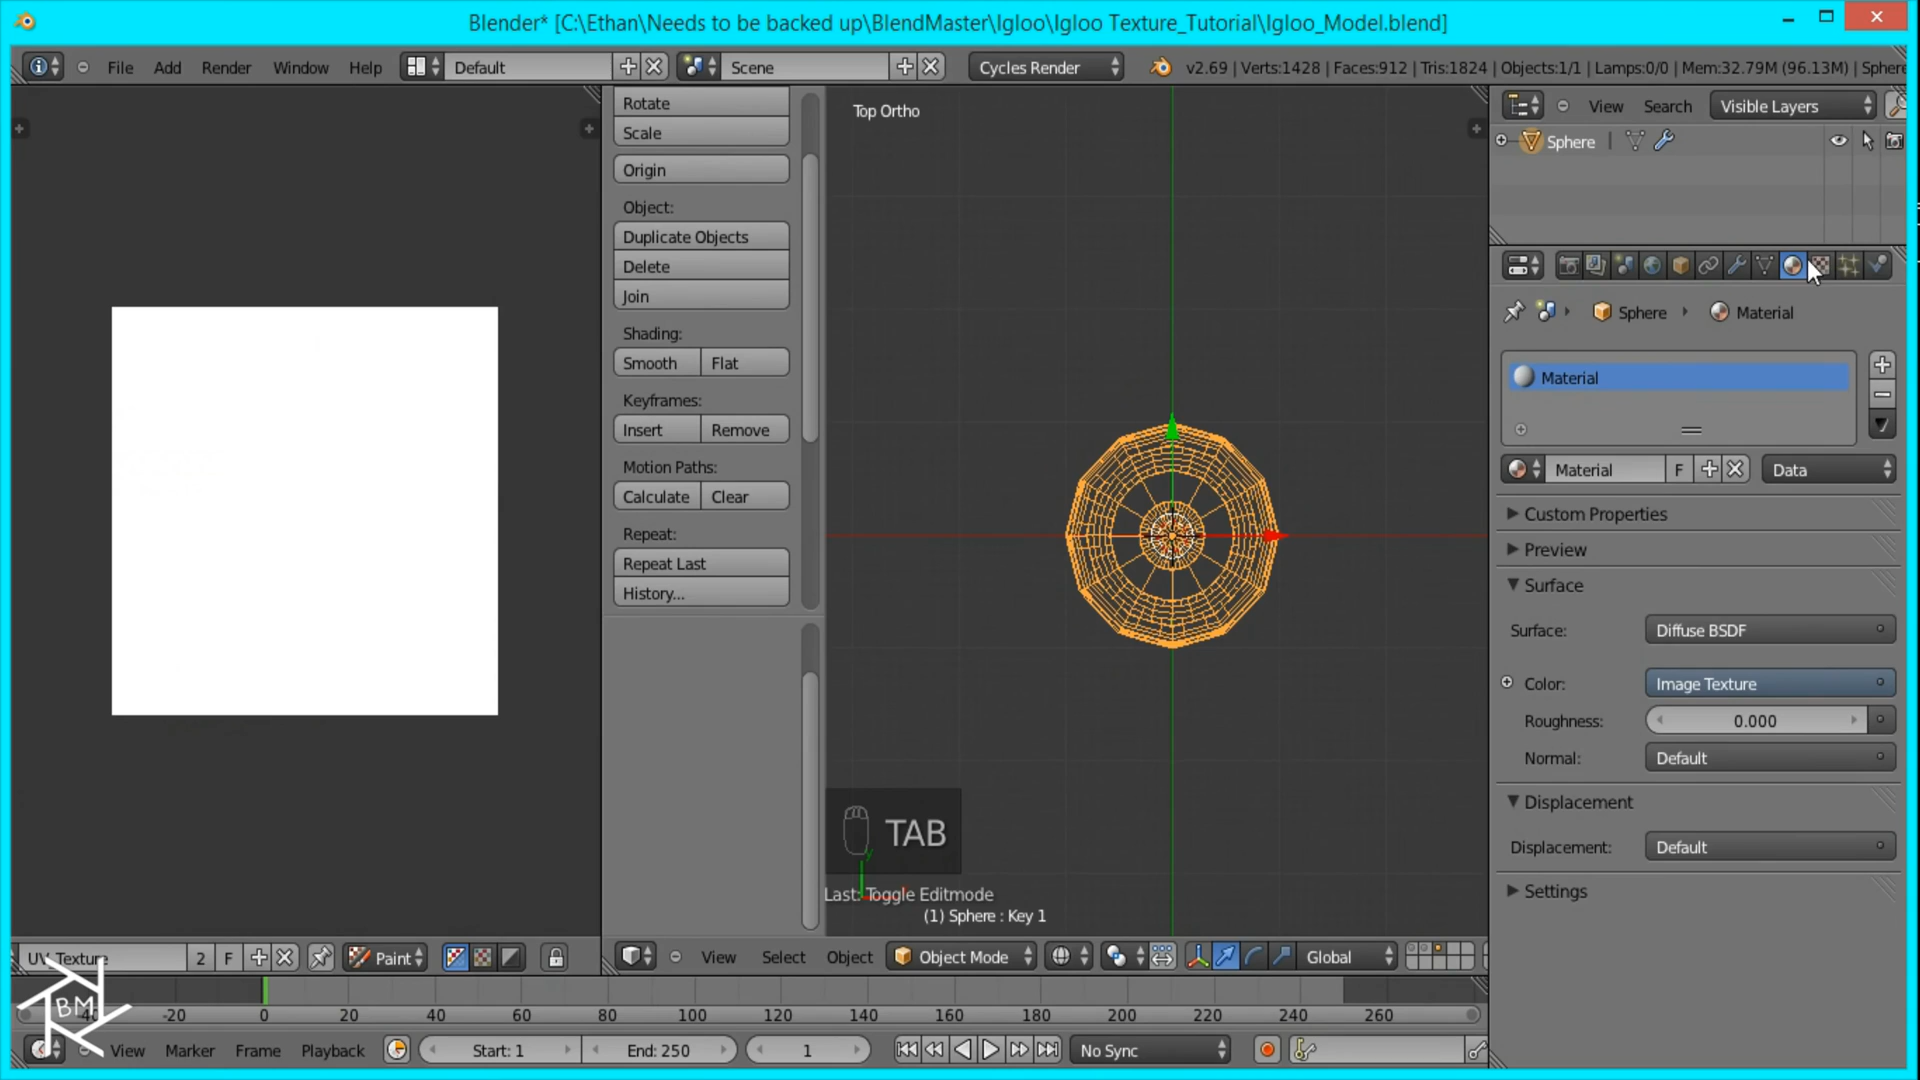 Blender* [C:\Ethan\Needs to be backed up\BlendMaster\Igloo\Igloo Texture_Tutorial\Igloo_Model.blend]
File Add Render Window Help Default Scene Cycles Render v2.69 | Verts:1428 | Faces:912 | Tris:1824 | Objects:1/1 | Lamps:0/0 | Mem:32.79M (96.13M) | Sphere
View Search Visible Layers
Sphere
Rotate
Scale
Origin
Object:
Duplicate Objects
Delete
Join
Shading:
Smooth Flat
Keyframes:
Insert Remove
Motion Paths:
Calculate Clear
Repeat:
Repeat Last
History...
Top Ortho
TAB
Last: Toggle Editmode
(1) Sphere : Key 1
Sphere Material
Material
Material F Data
Custom Properties
Preview
Surface
Surface: Diffuse BSDF
Color: Image Texture
Roughness: 0.000
Normal: Default
Displacement
Displacement: Default
Settings
UV_Texture 2 F Paint
View Select Object Object Mode Global
BM
-40 -20 0 20 40 60 80 100 120 140 160 180 200 220 240 260
View Marker Frame Playback Start: 1 End: 250 1 No Sync